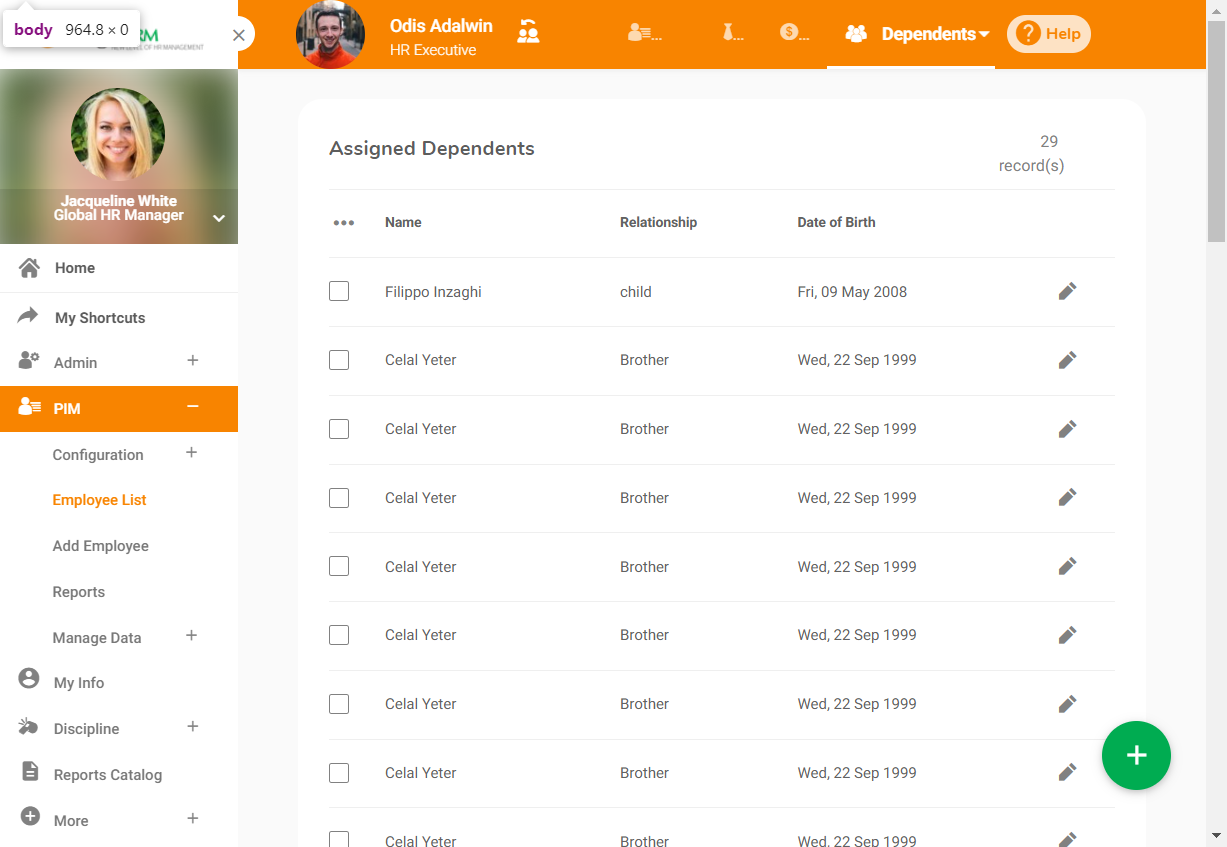 body 964.8 × 0
RM
NEW LEVEL OF HR MANAGEMENT
Odis Adalwin
HR Executive
...
...
$ ...
Dependents
? Help
Jacqueline White
Global HR Manager
Home
My Shortcuts
Admin
PIM
Configuration
Employee List
Add Employee
Reports
Manage Data
My Info
Discipline
Reports Catalog
More
Assigned Dependents
29
record(s)
Name Relationship Date of Birth
Filippo Inzaghi child Fri, 09 May 2008
Celal Yeter Brother Wed, 22 Sep 1999
Celal Yeter Brother Wed, 22 Sep 1999
Celal Yeter Brother Wed, 22 Sep 1999
Celal Yeter Brother Wed, 22 Sep 1999
Celal Yeter Brother Wed, 22 Sep 1999
Celal Yeter Brother Wed, 22 Sep 1999
Celal Yeter Brother Wed, 22 Sep 1999
Celal Yeter Brother Wed, 22 Sep 1999